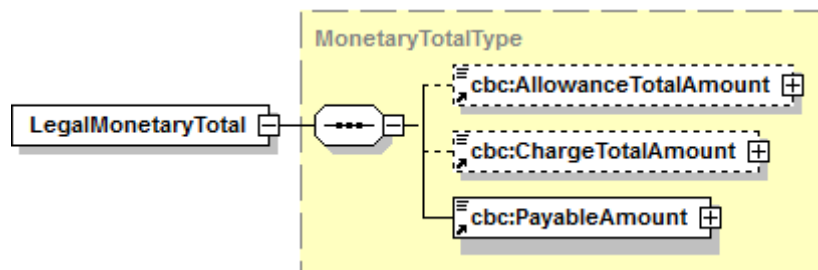 MonetaryTotalType
cbc:AllowanceTotalAmount
LegalMonetaryTotal
cbc:ChargeTotalAmount
cbc:PayableAmount